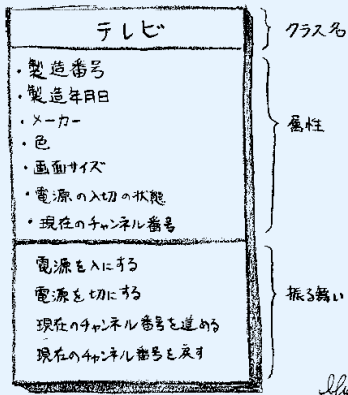 テレビ
クラス名
・製造番号
・製造年月日
・メーカー
・色
・画面サイズ
・電源の入切の状態
・現在のチャンネル番号
属性
電源を入にする
電源を切にする
現在のチャンネル番号を進める
現在のチャンネル番号を戻す
振る舞い